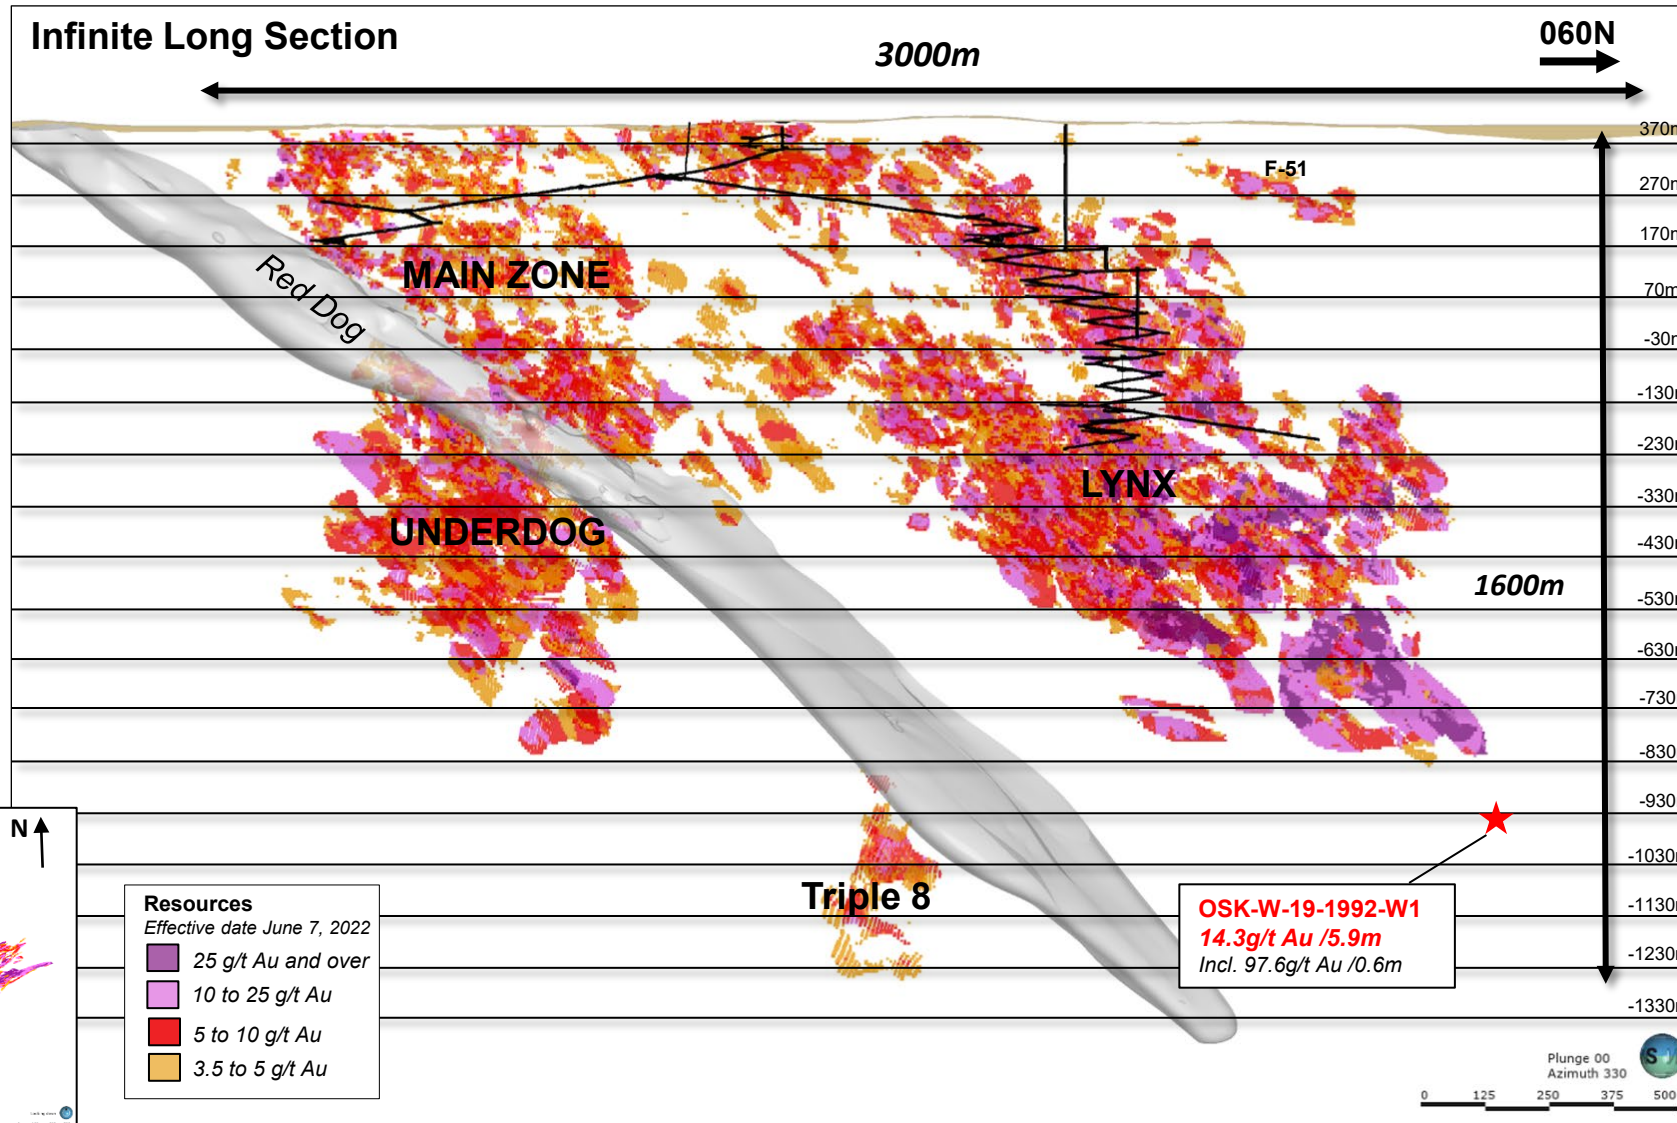 Infinite Long Section
3000m
060N
370m
F-51
270m
170m
MAIN ZONE
Red Dog
70m
-30m
-130m
-230m
LYNX
-330m
UNDERDOG
-430m
1600m
-530m
-630m
-730
-830
-930
N
-1030m
Triple 8
-1130m
-1230m
-1330m
OSK-W-19-1992-W1
14.3g/t Au /5.9m
Incl. 97.6g/t Au /0.6m
Resources
Effective date June 7, 2022
25 g/t Au and over
10 to 25 g/t Au
5 to 10 g/t Au
3.5 to 5 g/t Au
Plunge 00
Azimuth 330
S
0 125 250 375 500